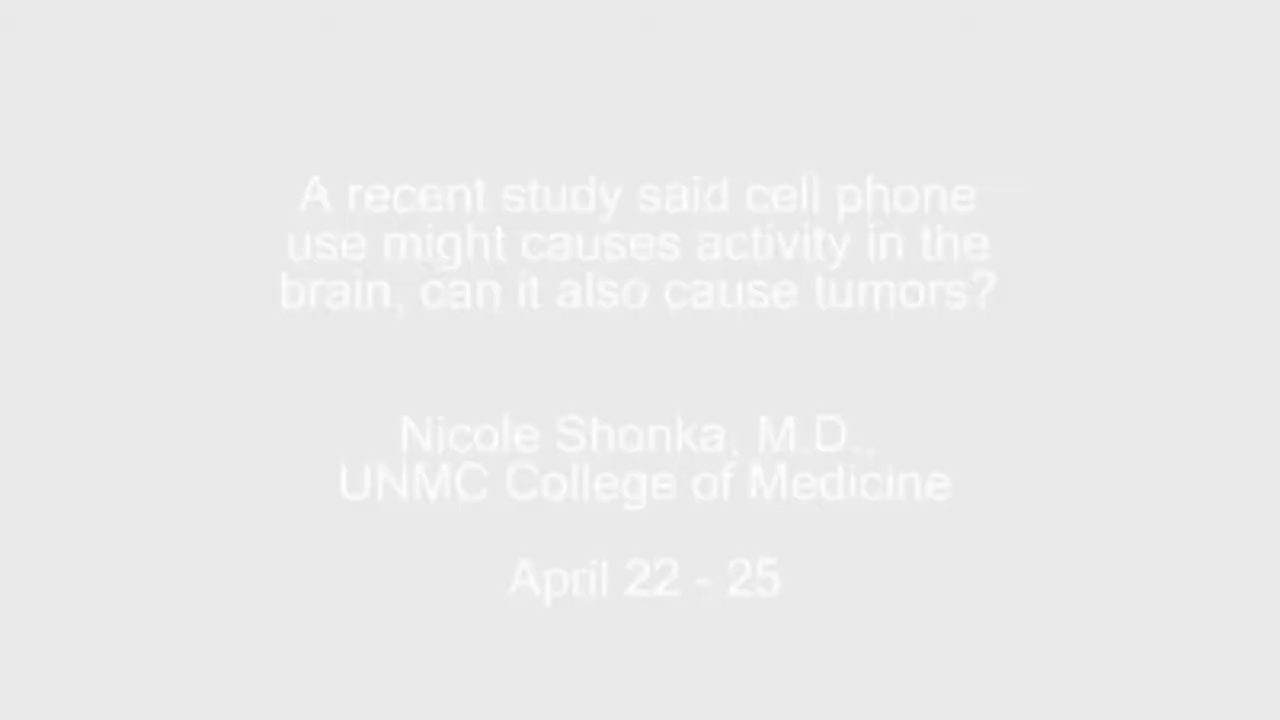 A recent study said cell phone
use might causes activity in the
brain, can it also cause tumors?
Nicole Shonka, M.D.,
UNMC College of Medicine
April 22 - 25